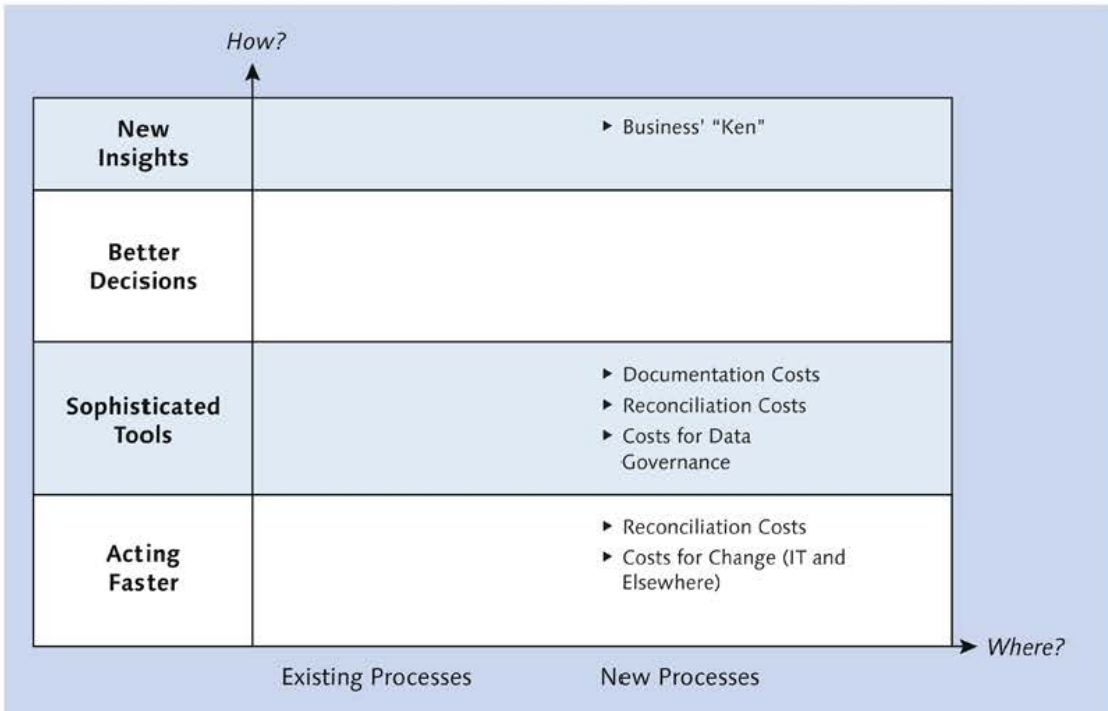 How?
New
Insights
▶ Business' “Ken”
Better
Decisions
Sophisticated
Tools
▶ Documentation Costs
▶ Reconciliation Costs
▶ Costs for Data
Governance
Acting
Faster
▶ Reconciliation Costs
▶ Costs for Change (IT and
Elsewhere)
Where?
Existing Processes
New Processes